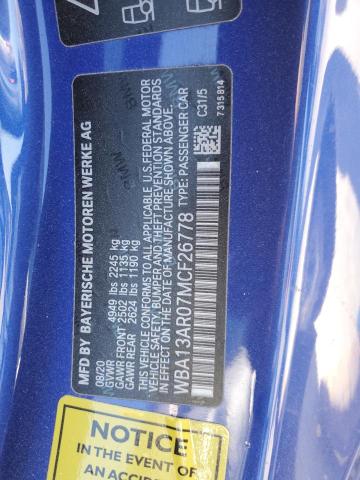 MFD BY BAYERISCHE MOTOREN WERKE AG
08/20
GVWR 4949 lbs 2245 kg
GAWR FRONT 2502 lbs 1135 kg
GAWR REAR 2624 lbs 1190 kg
THIS VEHICLE CONFORMS TO ALL APPLICABLE U.S.FEDERAL MOTOR
VEHICLE SAFETY, BUMPER AND THEFT PREVENTION STANDARDS
IN EFFECT ON THE DATE OF MANUFACTURE SHOWN ABOVE.
WBA13AR07MCF26778 TYPE: PASSENGER CAR
C31/5
7315814
NOTICE
IN THE EVENT OF
AN ACCIDENT